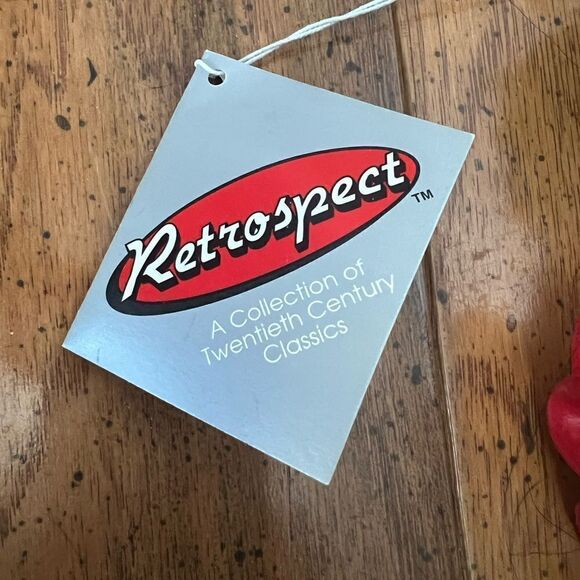 Retrospect™
A Collection of
Twentieth Century
Classics